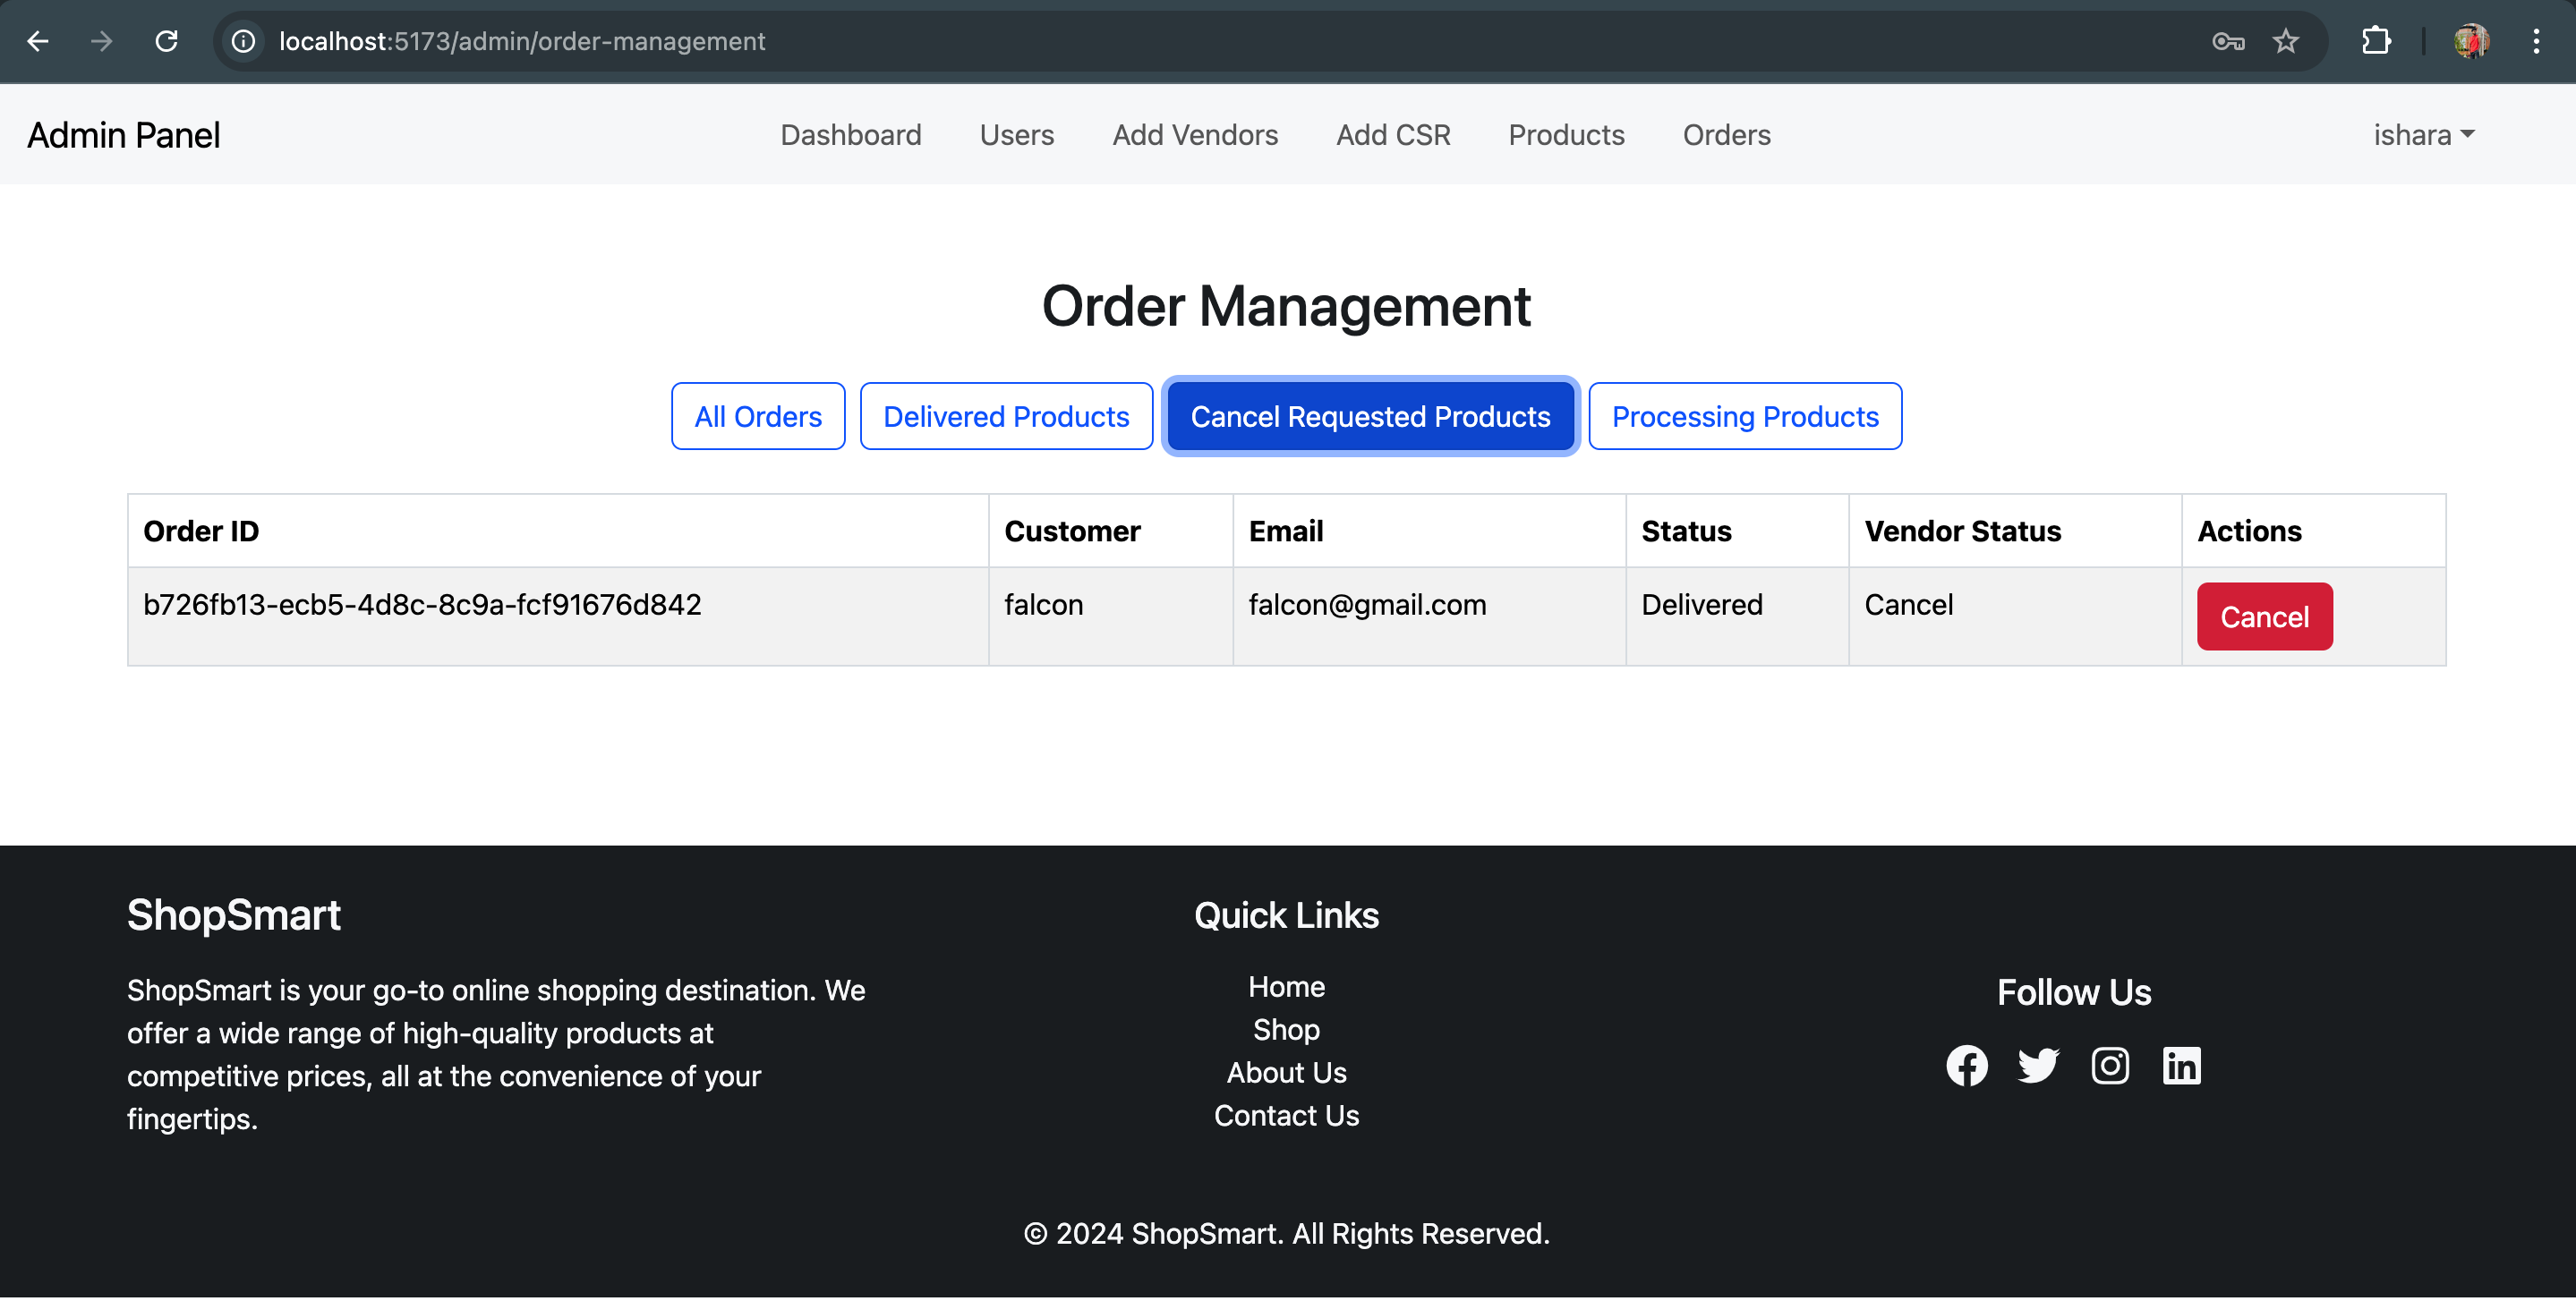 localhost:5173/admin/order-management
Admin Panel
Dashboard Users Add Vendors Add CSR Products Orders
ishara
Order Management
All Orders Delivered Products Cancel Requested Products Processing Products
Order ID Customer Email Status Vendor Status Actions
b726fb13-ecb5-4d8c-8c9a-fcf91676d842 falcon falcon@gmail.com Delivered Cancel Cancel
ShopSmart
ShopSmart is your go-to online shopping destination. We
offer a wide range of high-quality products at
competitive prices, all at the convenience of your
fingertips.
Quick Links
Home
Shop
About Us
Contact Us
Follow Us
© 2024 ShopSmart. All Rights Reserved.